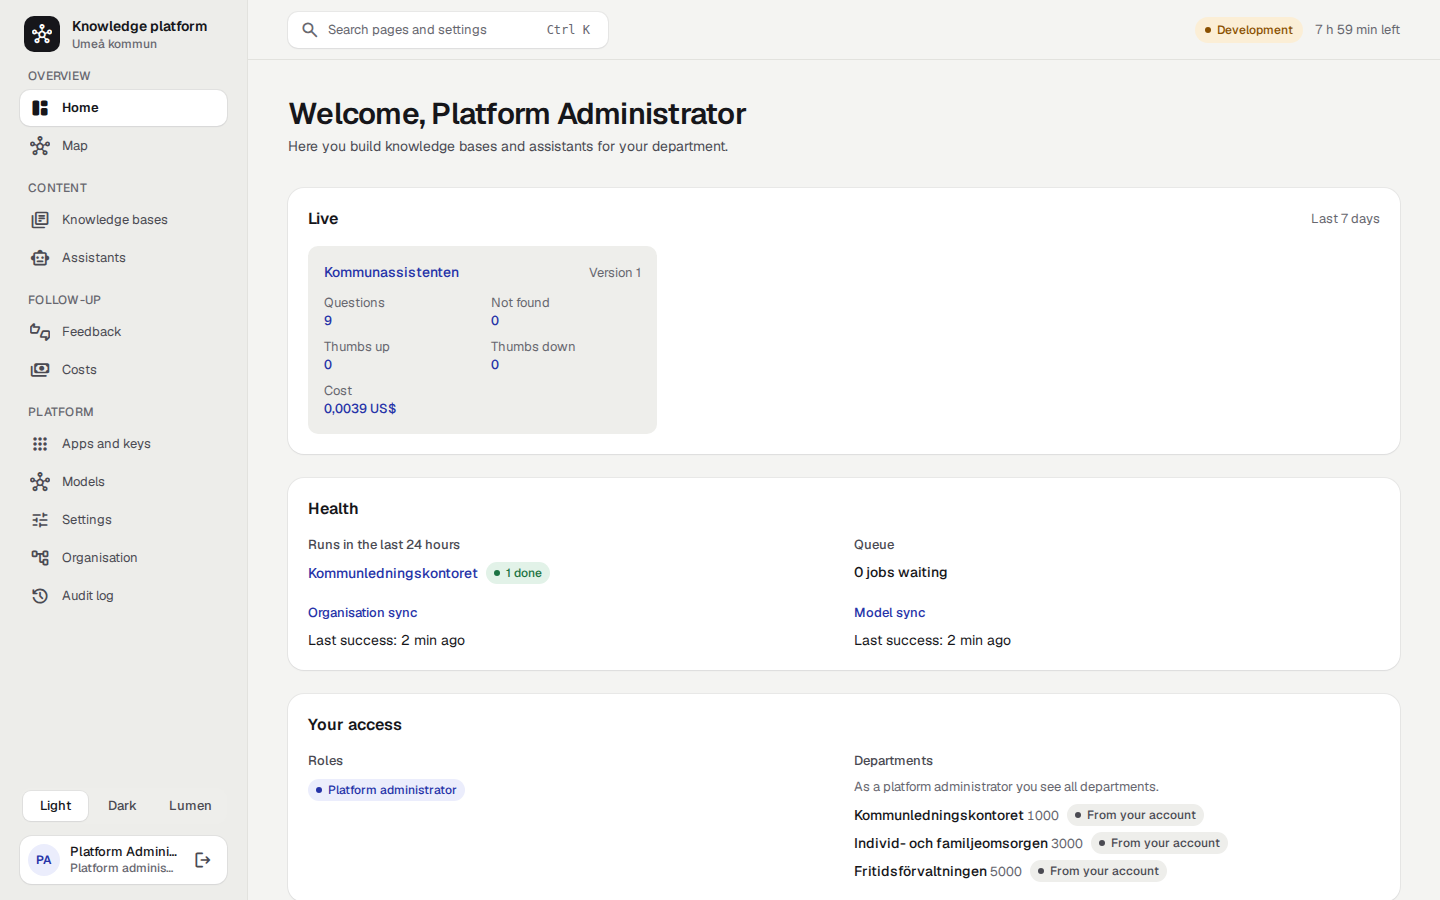 Knowledge platform
Umeå kommun
OVERVIEW
Home
Map
CONTENT
Knowledge bases
Assistants
FOLLOW-UP
Feedback
Costs
PLATFORM
Apps and keys
Models
Settings
Organisation
Audit log
Light Dark Lumen
PA
Platform Admini...
Platform adminis...
Search pages and settings Ctrl K
Development 7 h 59 min left
Welcome, Platform Administrator
Here you build knowledge bases and assistants for your department.
Live Last 7 days
Kommunassistenten Version 1
Questions Not found
9 0
Thumbs up Thumbs down
0 0
Cost
0,0039 US$
Health
Runs in the last 24 hours Queue
Kommunledningskontoret 1 done 0 jobs waiting
Organisation sync Model sync
Last success: 2 min ago Last success: 2 min ago
Your access
Roles
Platform administrator
Departments
As a platform administrator you see all departments.
Kommunledningskontoret 1000 From your account
Individ- och familjeomsorgen 3000 From your account
Fritidsförvaltningen 5000 From your account